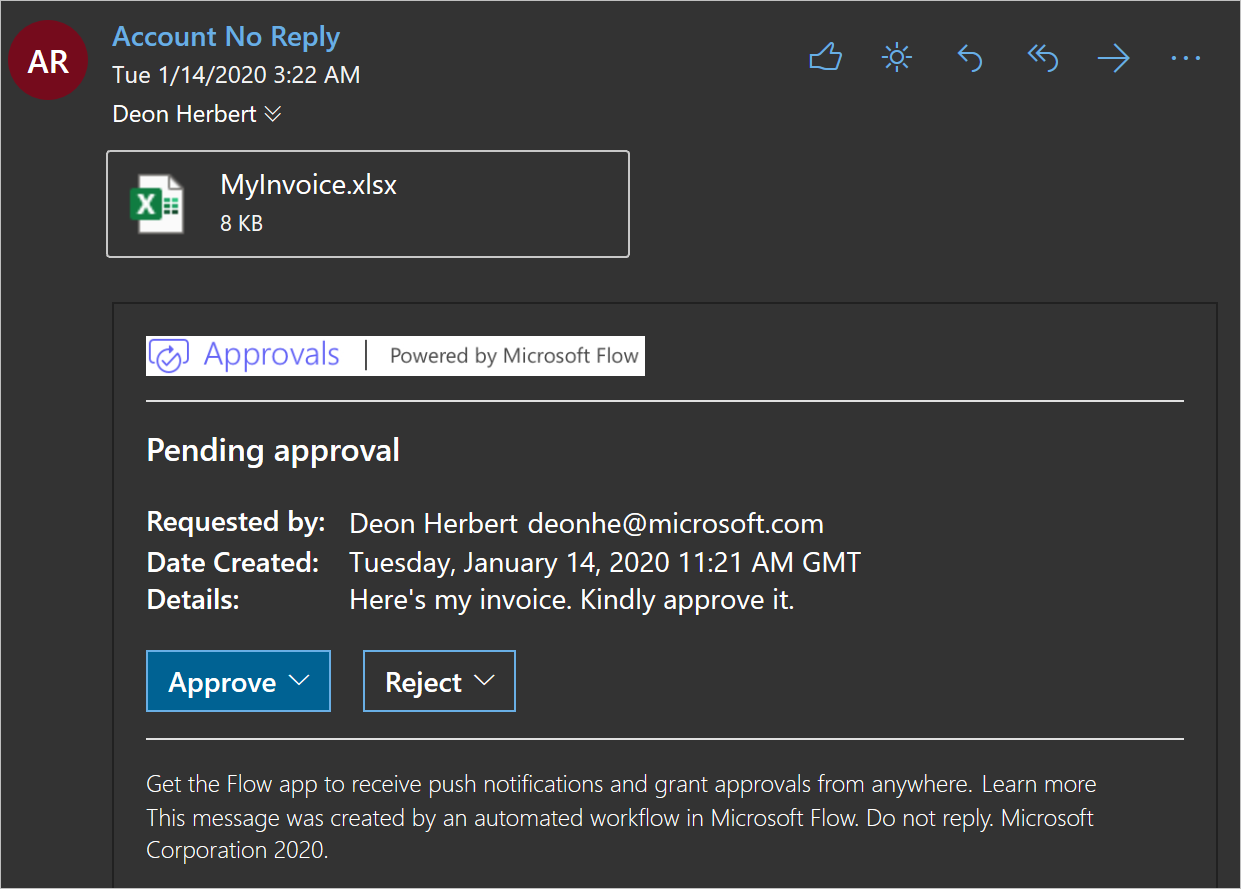 AR
Account No Reply
Tue 1/14/2020 3:22 AM
Deon Herbert
MyInvoice.xlsx
8 KB
Approvals | Powered by Microsoft Flow
Pending approval
Requested by: Deon Herbert deonhe@microsoft.com
Date Created: Tuesday, January 14, 2020 11:21 AM GMT
Details: Here's my invoice. Kindly approve it.
Approve Reject
Get the Flow app to receive push notifications and grant approvals from anywhere. Learn more
This message was created by an automated workflow in Microsoft Flow. Do not reply. Microsoft
Corporation 2020.